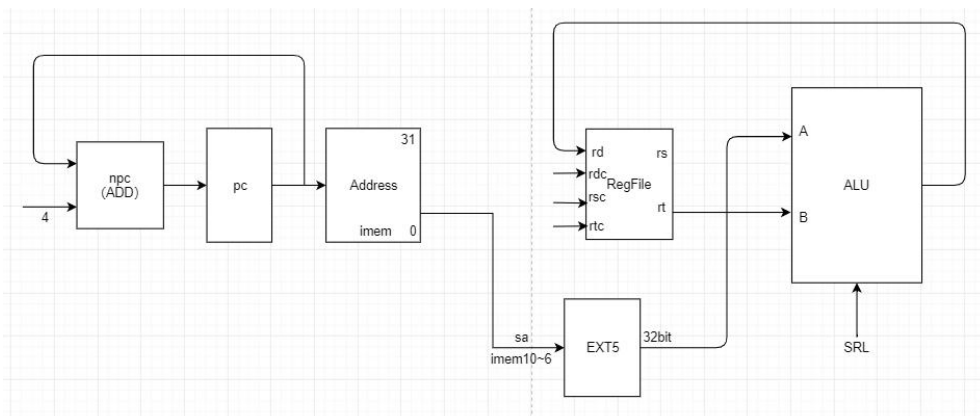 npc
(ADD)
4
pc
31
Address
imem 0
rd rs
rdc
RegFile
rsc
rt
rtc
A
ALU
B
sa
imem10~6
EXT5
32bit
SRL